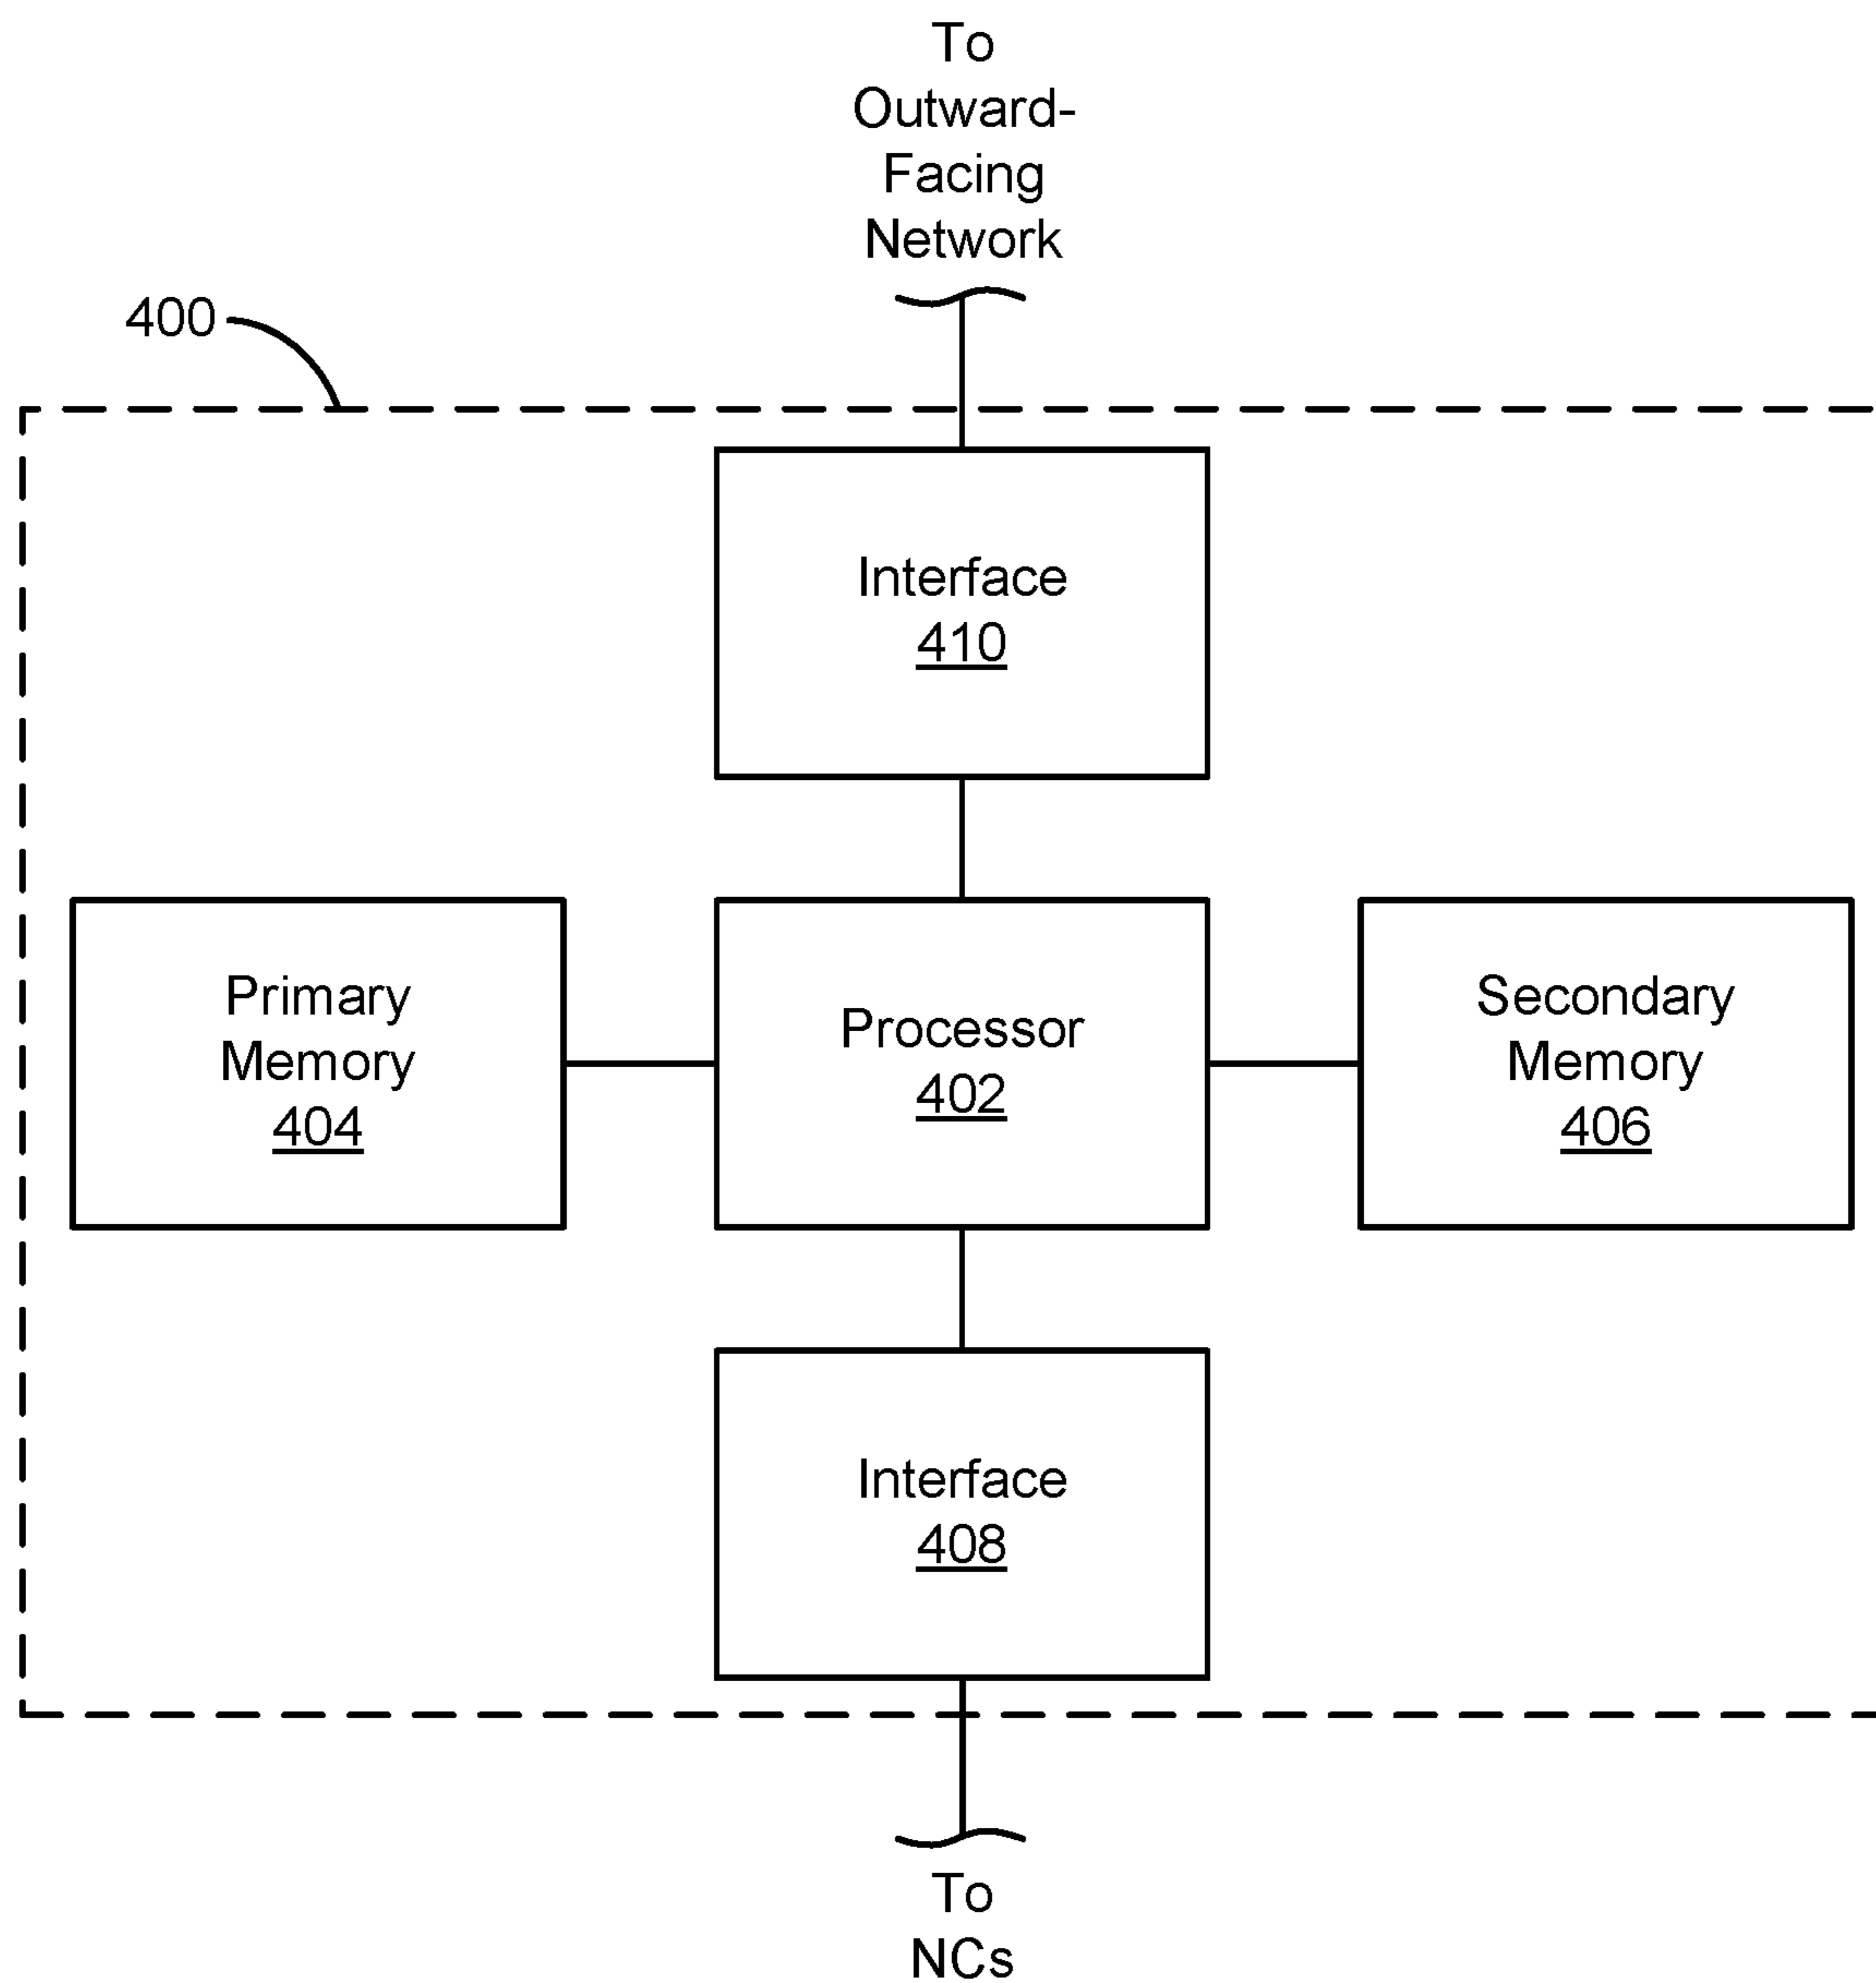 To
Outward-
Facing
Network
400
Interface
410
Primary
Memory
404
Processor
402
Secondary
Memory
406
Interface
408
To
NCs